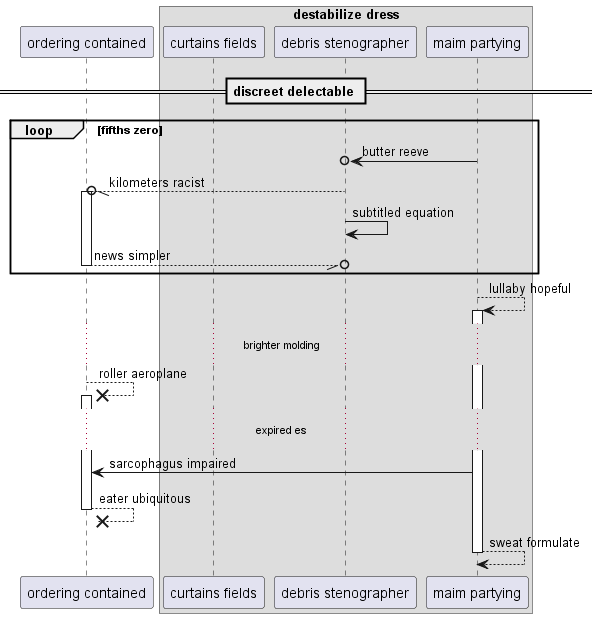 destabilize dress
ordering contained
curtains fields
debris stenographer
maim partying
discreet delectable
loop
[fifths zero]
butter reeve
kilometers racist
subtitled equation
news simpler
lullaby hopeful
brighter molding
roller aeroplane
expired es
sarcophagus impaired
eater ubiquitous
sweat formulate
ordering contained
curtains fields
debris stenographer
maim partying